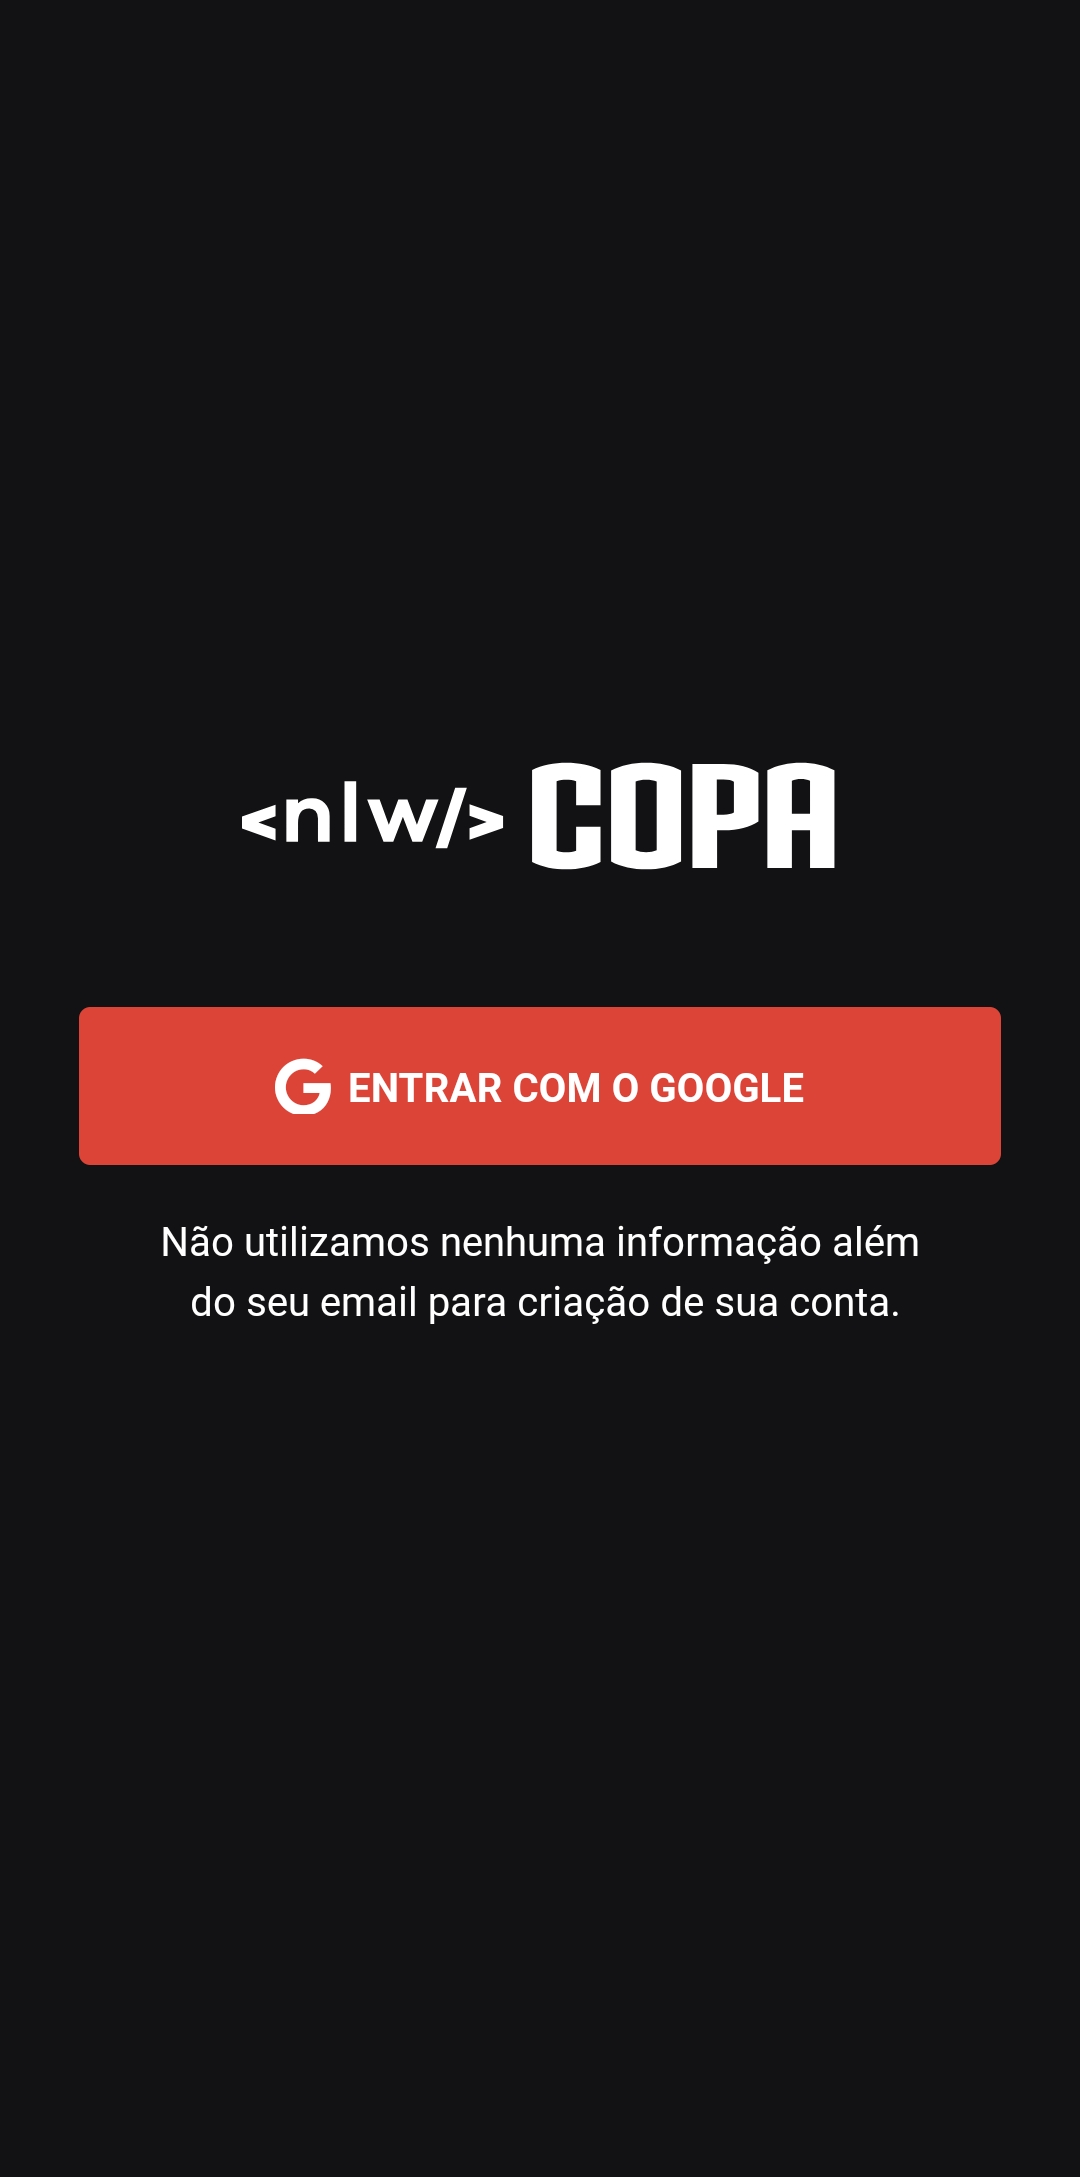 <nlw/> COPA
ENTRAR COM O GOOGLE
Não utilizamos nenhuma informação além
do seu email para criação de sua conta.